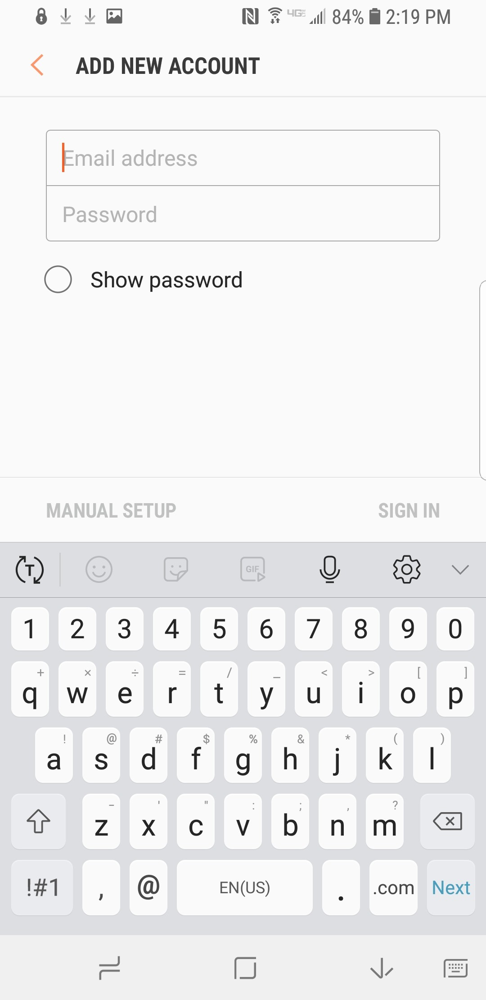 4G 84% 2:19 PM
ADD NEW ACCOUNT
Email address
Password
Show password
MANUAL SETUP SIGN IN
T GIF
1 2 3 4 5 6 7 8 9 0
+ × ÷ = / _ < > [ ]
q w e r t y u i o p
! @ # $ % & * ( )
a s d f g h j k l
- ' " : ; , ?
z x c v b n m
!#1 , @ EN(US) . .com Next